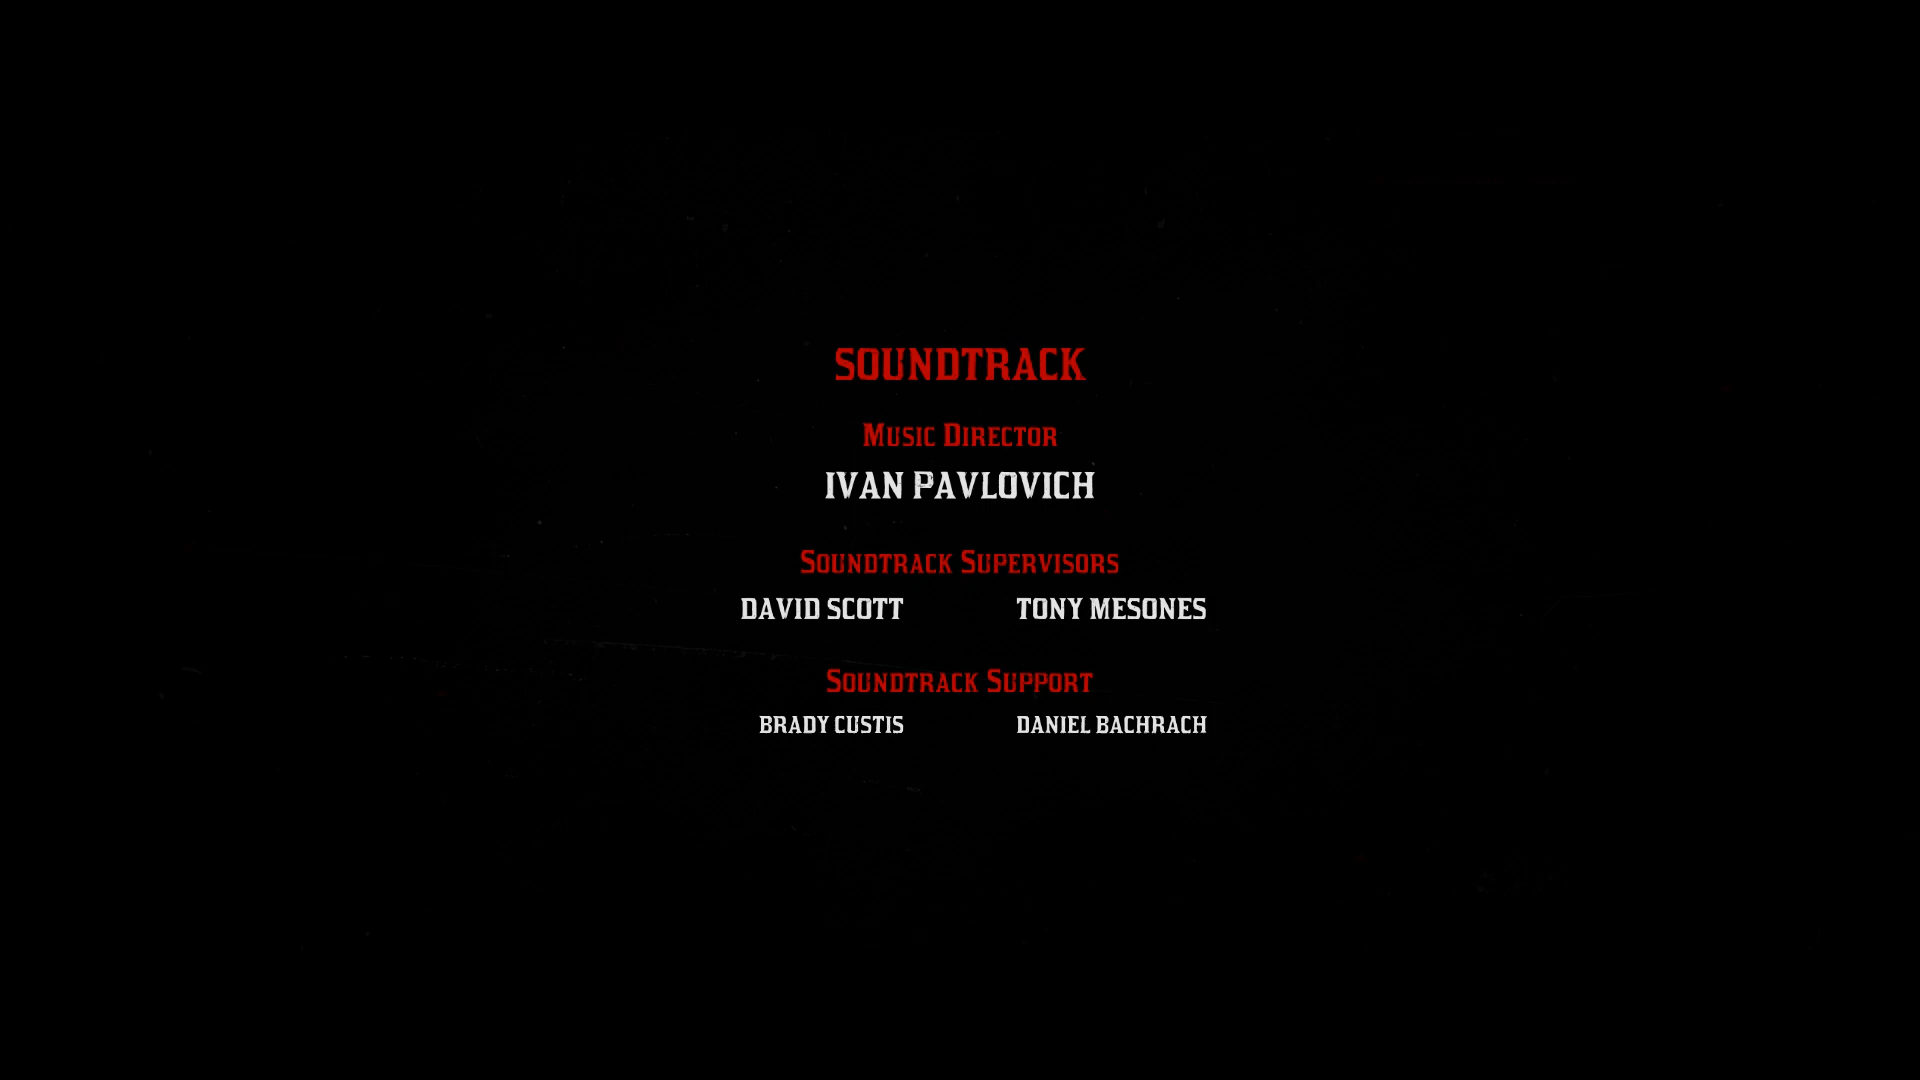 SOUNDTRACK
Music Director
IVAN PAVLOVICH
Soundtrack Supervisors
DAVID SCOTT TONY MESONES
Soundtrack Support
BRADY CUSTIS DANIEL BACHRACH